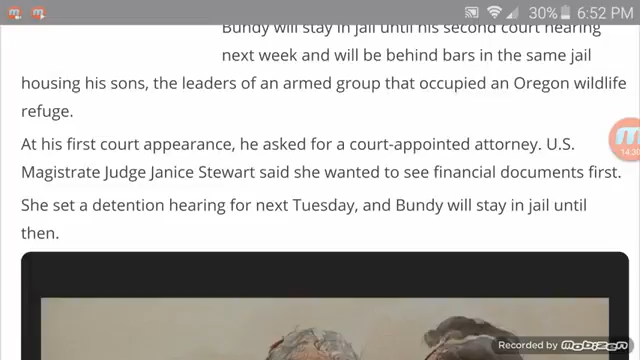 30% 6:52 PM
Bundy will stay in jail until his second court hearing
next week and will be behind bars in the same jail
housing his sons, the leaders of an armed group that occupied an Oregon wildlife
refuge.
14:30
At his first court appearance, he asked for a court-appointed attorney. U.S.
Magistrate Judge Janice Stewart said she wanted to see financial documents first.
She set a detention hearing for next Tuesday, and Bundy will stay in jail until
then.
Recorded by mobizen